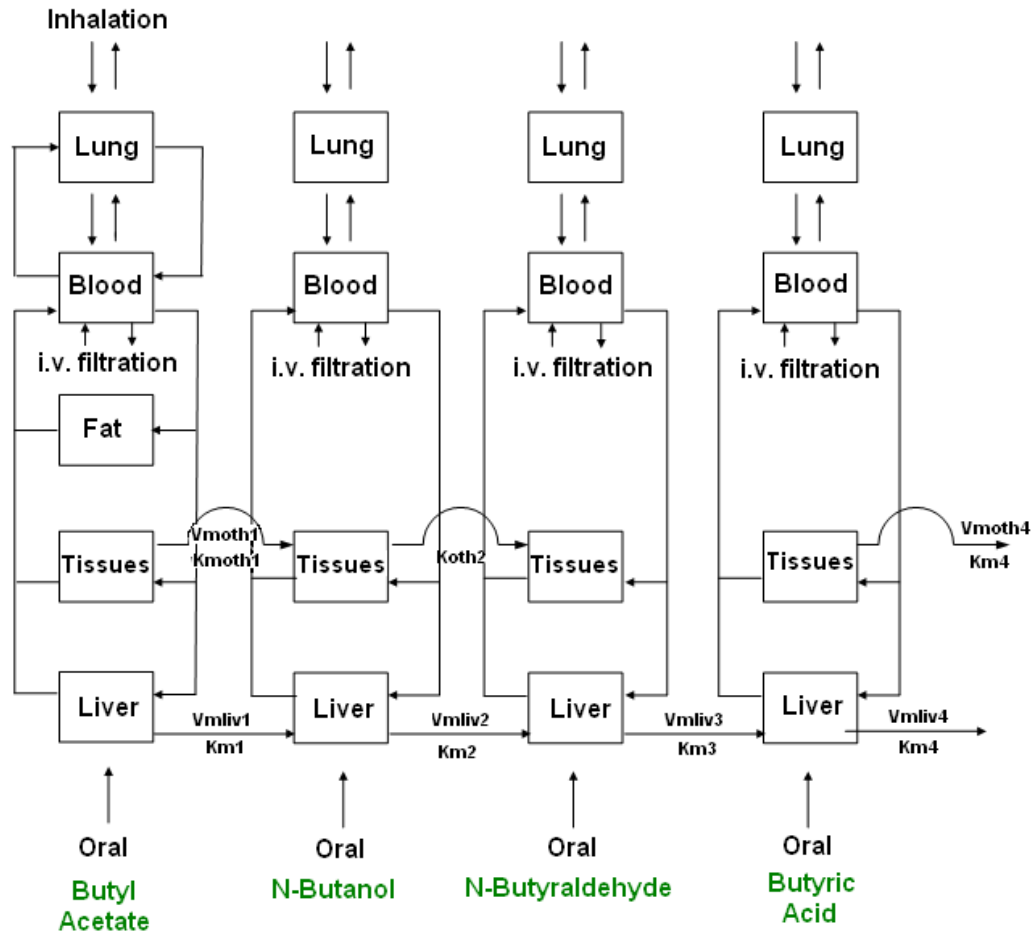 Inhalation
Lung
Lung
Lung
Lung
Blood
Blood
Blood
Blood
i.v. filtration
i.v. filtration
i.v. filtration
i.v. filtration
Fat
Vmoth1
Kmoth1
Koth2
Vmoth4
Km4
Tissues
Tissues
Tissues
Tissues
Liver
Liver
Liver
Liver
Vmliv1
Km1
Vmliv2
Km2
Vmliv3
Km3
Vmliv4
Km4
Oral
Oral
Oral
Oral
Butyl
Acetate
N-Butanol
N-Butyraldehyde
Butyric
Acid